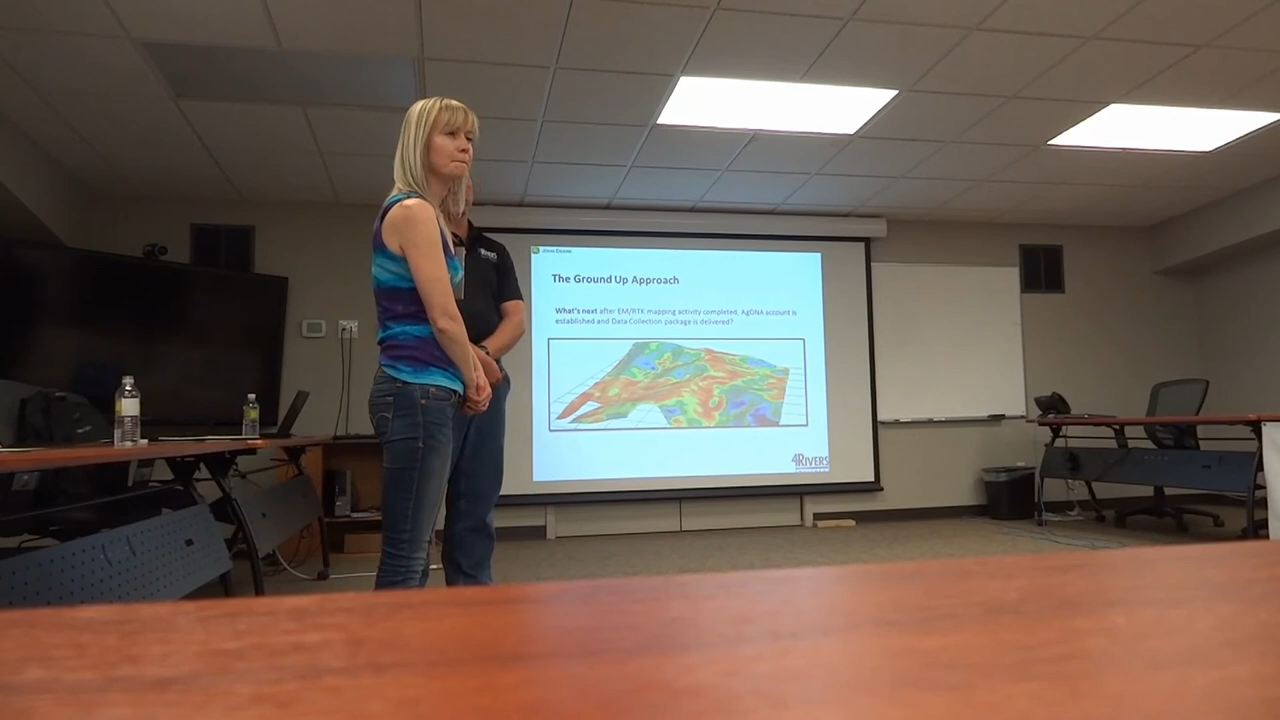 JOHN DEERE
The Ground Up Approach
What's next after EM/RTK mapping activity completed, AgDNA account is
established and Data Collection package is delivered?
4RIVERS
4RIVERS